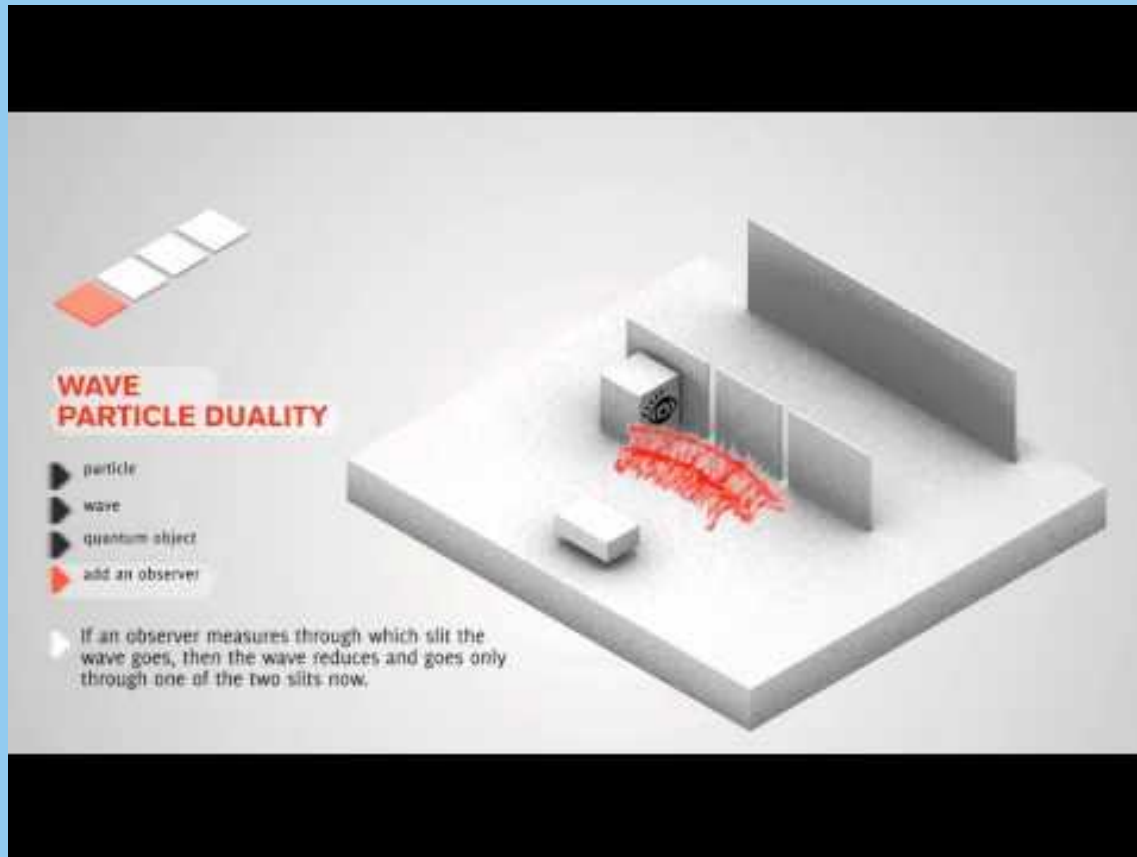 WAVE
PARTICLE DUALITY
particle
wave
quantum object
add an observer
If an observer measures through which slit the
wave goes, then the wave reduces and goes only
through one of the two slits now.